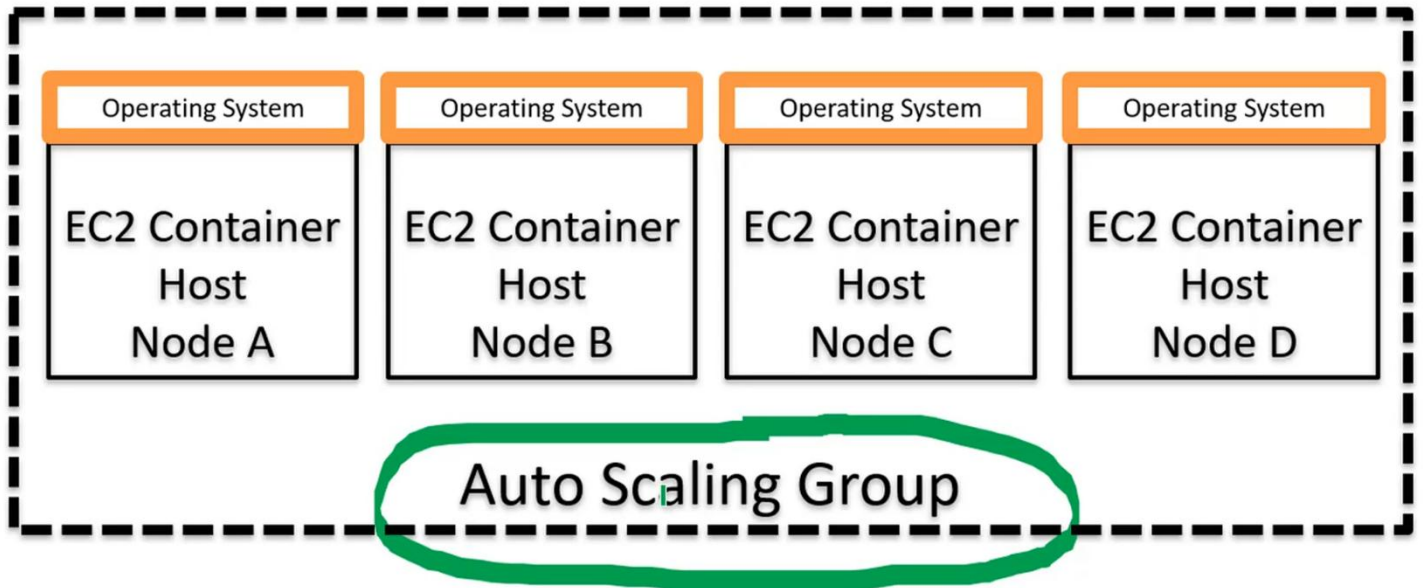 Operating System
Operating System
Operating System
Operating System
EC2 Container
Host
Node A
EC2 Container
Host
Node B
EC2 Container
Host
Node C
EC2 Container
Host
Node D
Auto Scaling Group